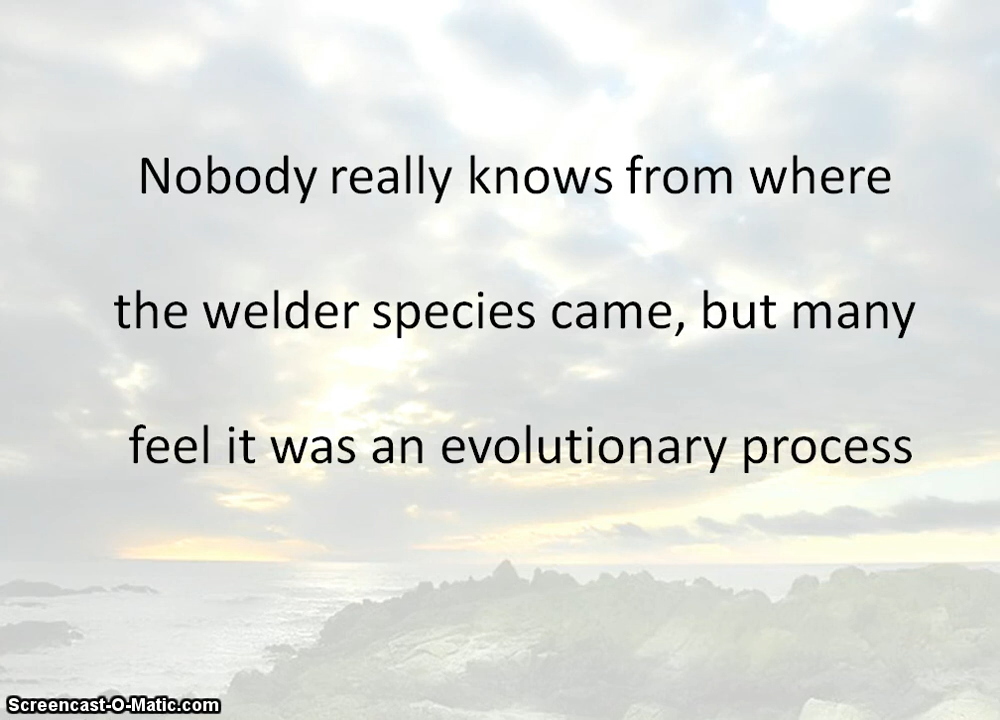 Nobody really knows from where
the welder species came, but many
feel it was an evolutionary process
Screencast-O-Matic.com